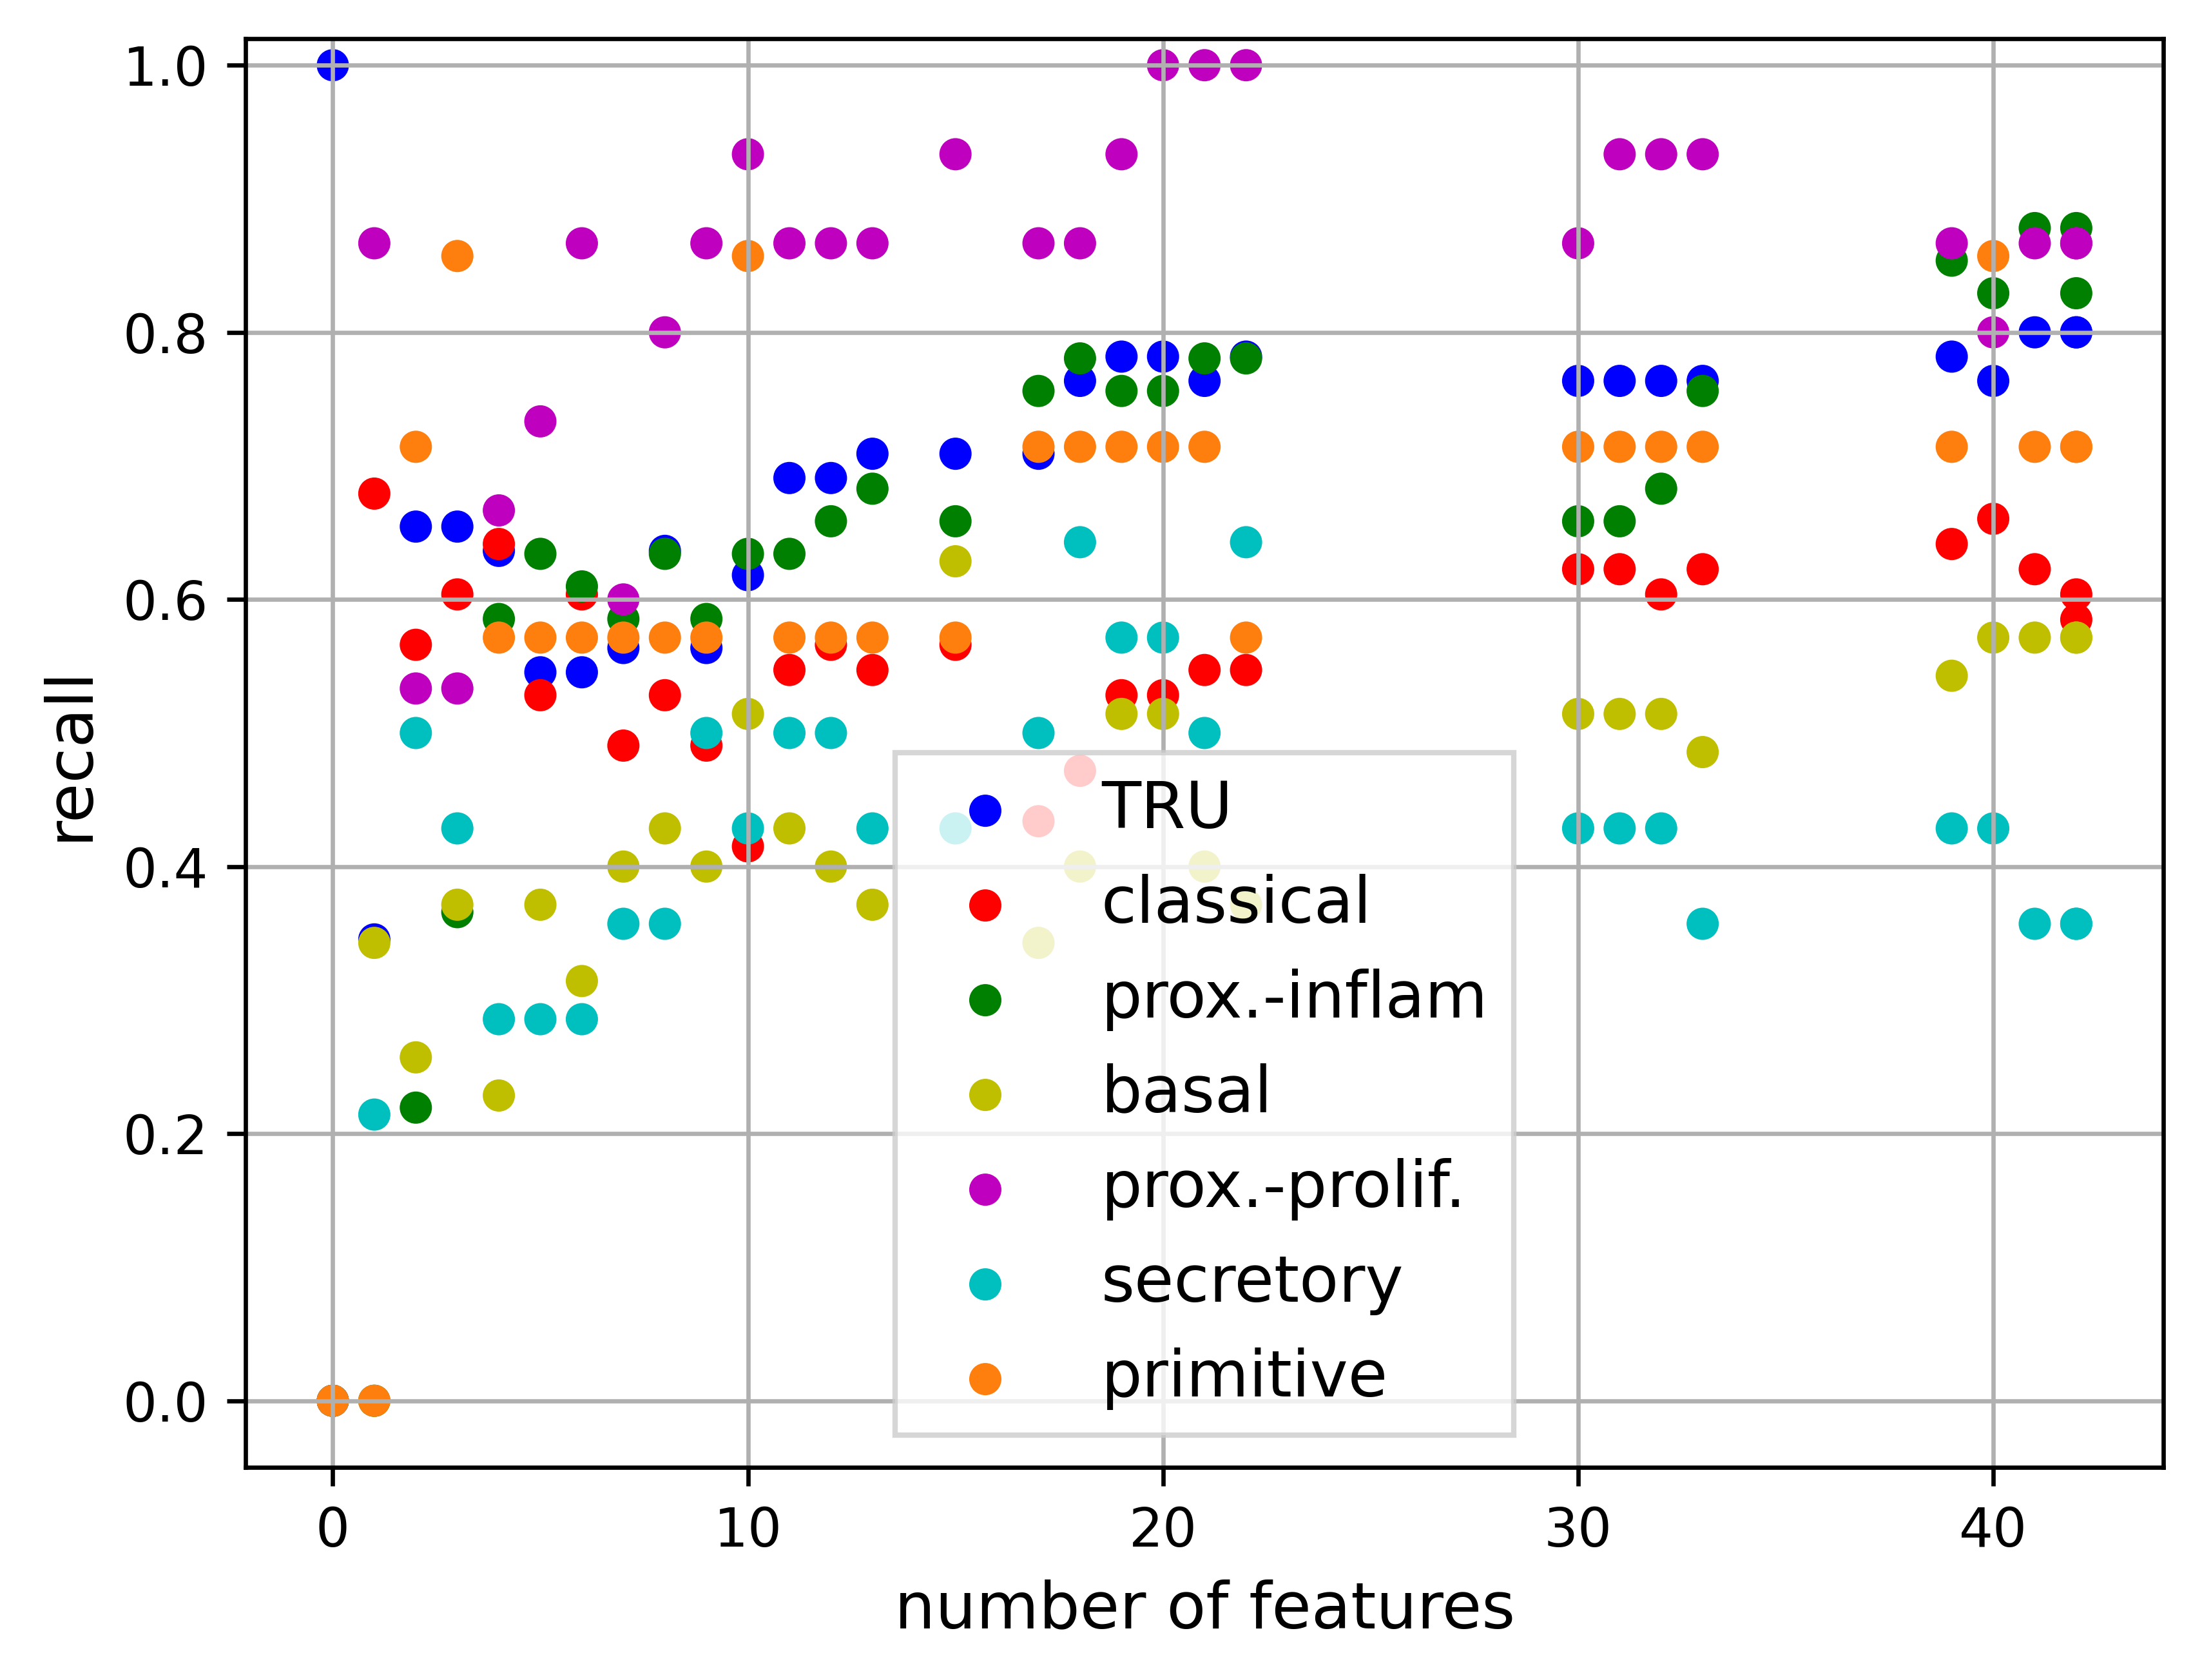 1.0
0.8
0.6
0.4
0.2
0.0
recall
TRU
classical
prox.-inflam
basal
prox.-prolif.
secretory
primitive
0 10 20 30 40
number of features